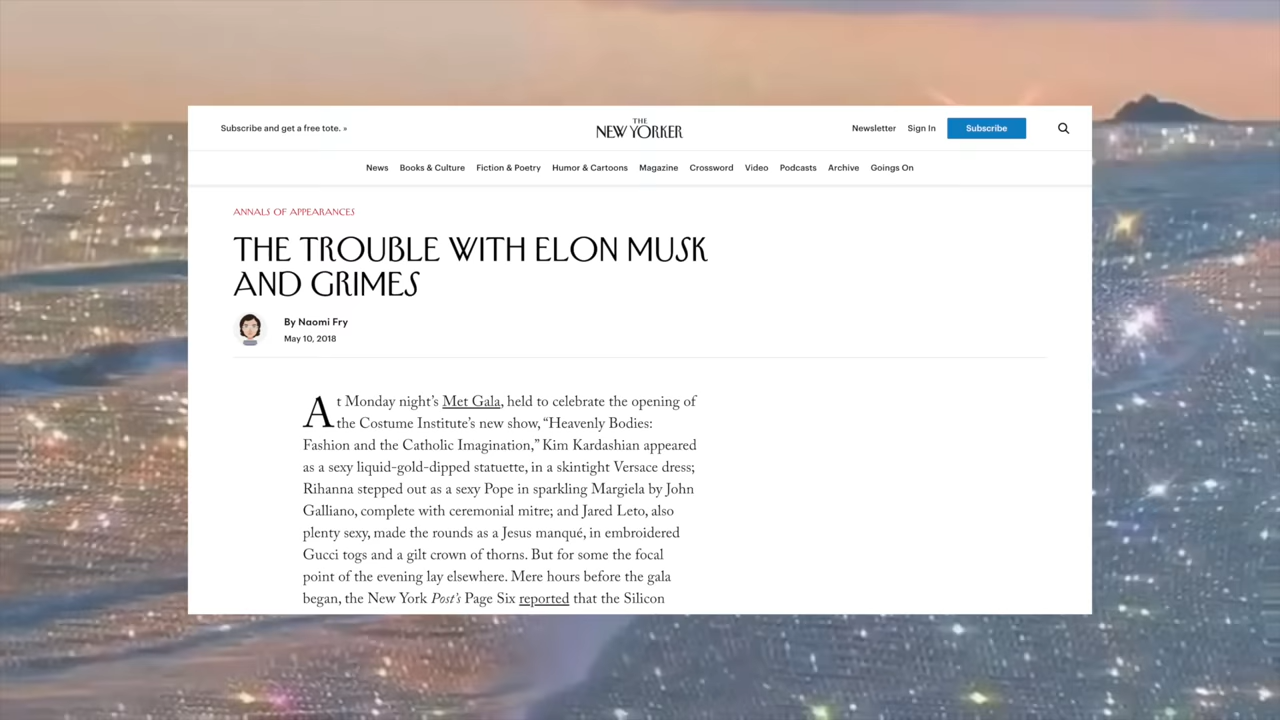 Subscribe and get a free tote. »
THE
NEW YORKER
Newsletter Sign In Subscribe
News Books & Culture Fiction & Poetry Humor & Cartoons Magazine Crossword Video Podcasts Archive Goings On
ANNALS OF APPEARANCES
THE TROUBLE WITH ELON MUSK
AND GRIMES
By Naomi Fry
May 10, 2018
At Monday night’s Met Gala, held to celebrate the opening of
the Costume Institute’s new show, “Heavenly Bodies:
Fashion and the Catholic Imagination,” Kim Kardashian appeared
as a sexy liquid-gold-dipped statuette, in a skintight Versace dress;
Rihanna stepped out as a sexy Pope in sparkling Margiela by John
Galliano, complete with ceremonial mitre; and Jared Leto, also
plenty sexy, made the rounds as a Jesus manqué, in embroidered
Gucci togs and a gilt crown of thorns. But for some the focal
point of the evening lay elsewhere. Mere hours before the gala
began, the New York Post’s Page Six reported that the Silicon